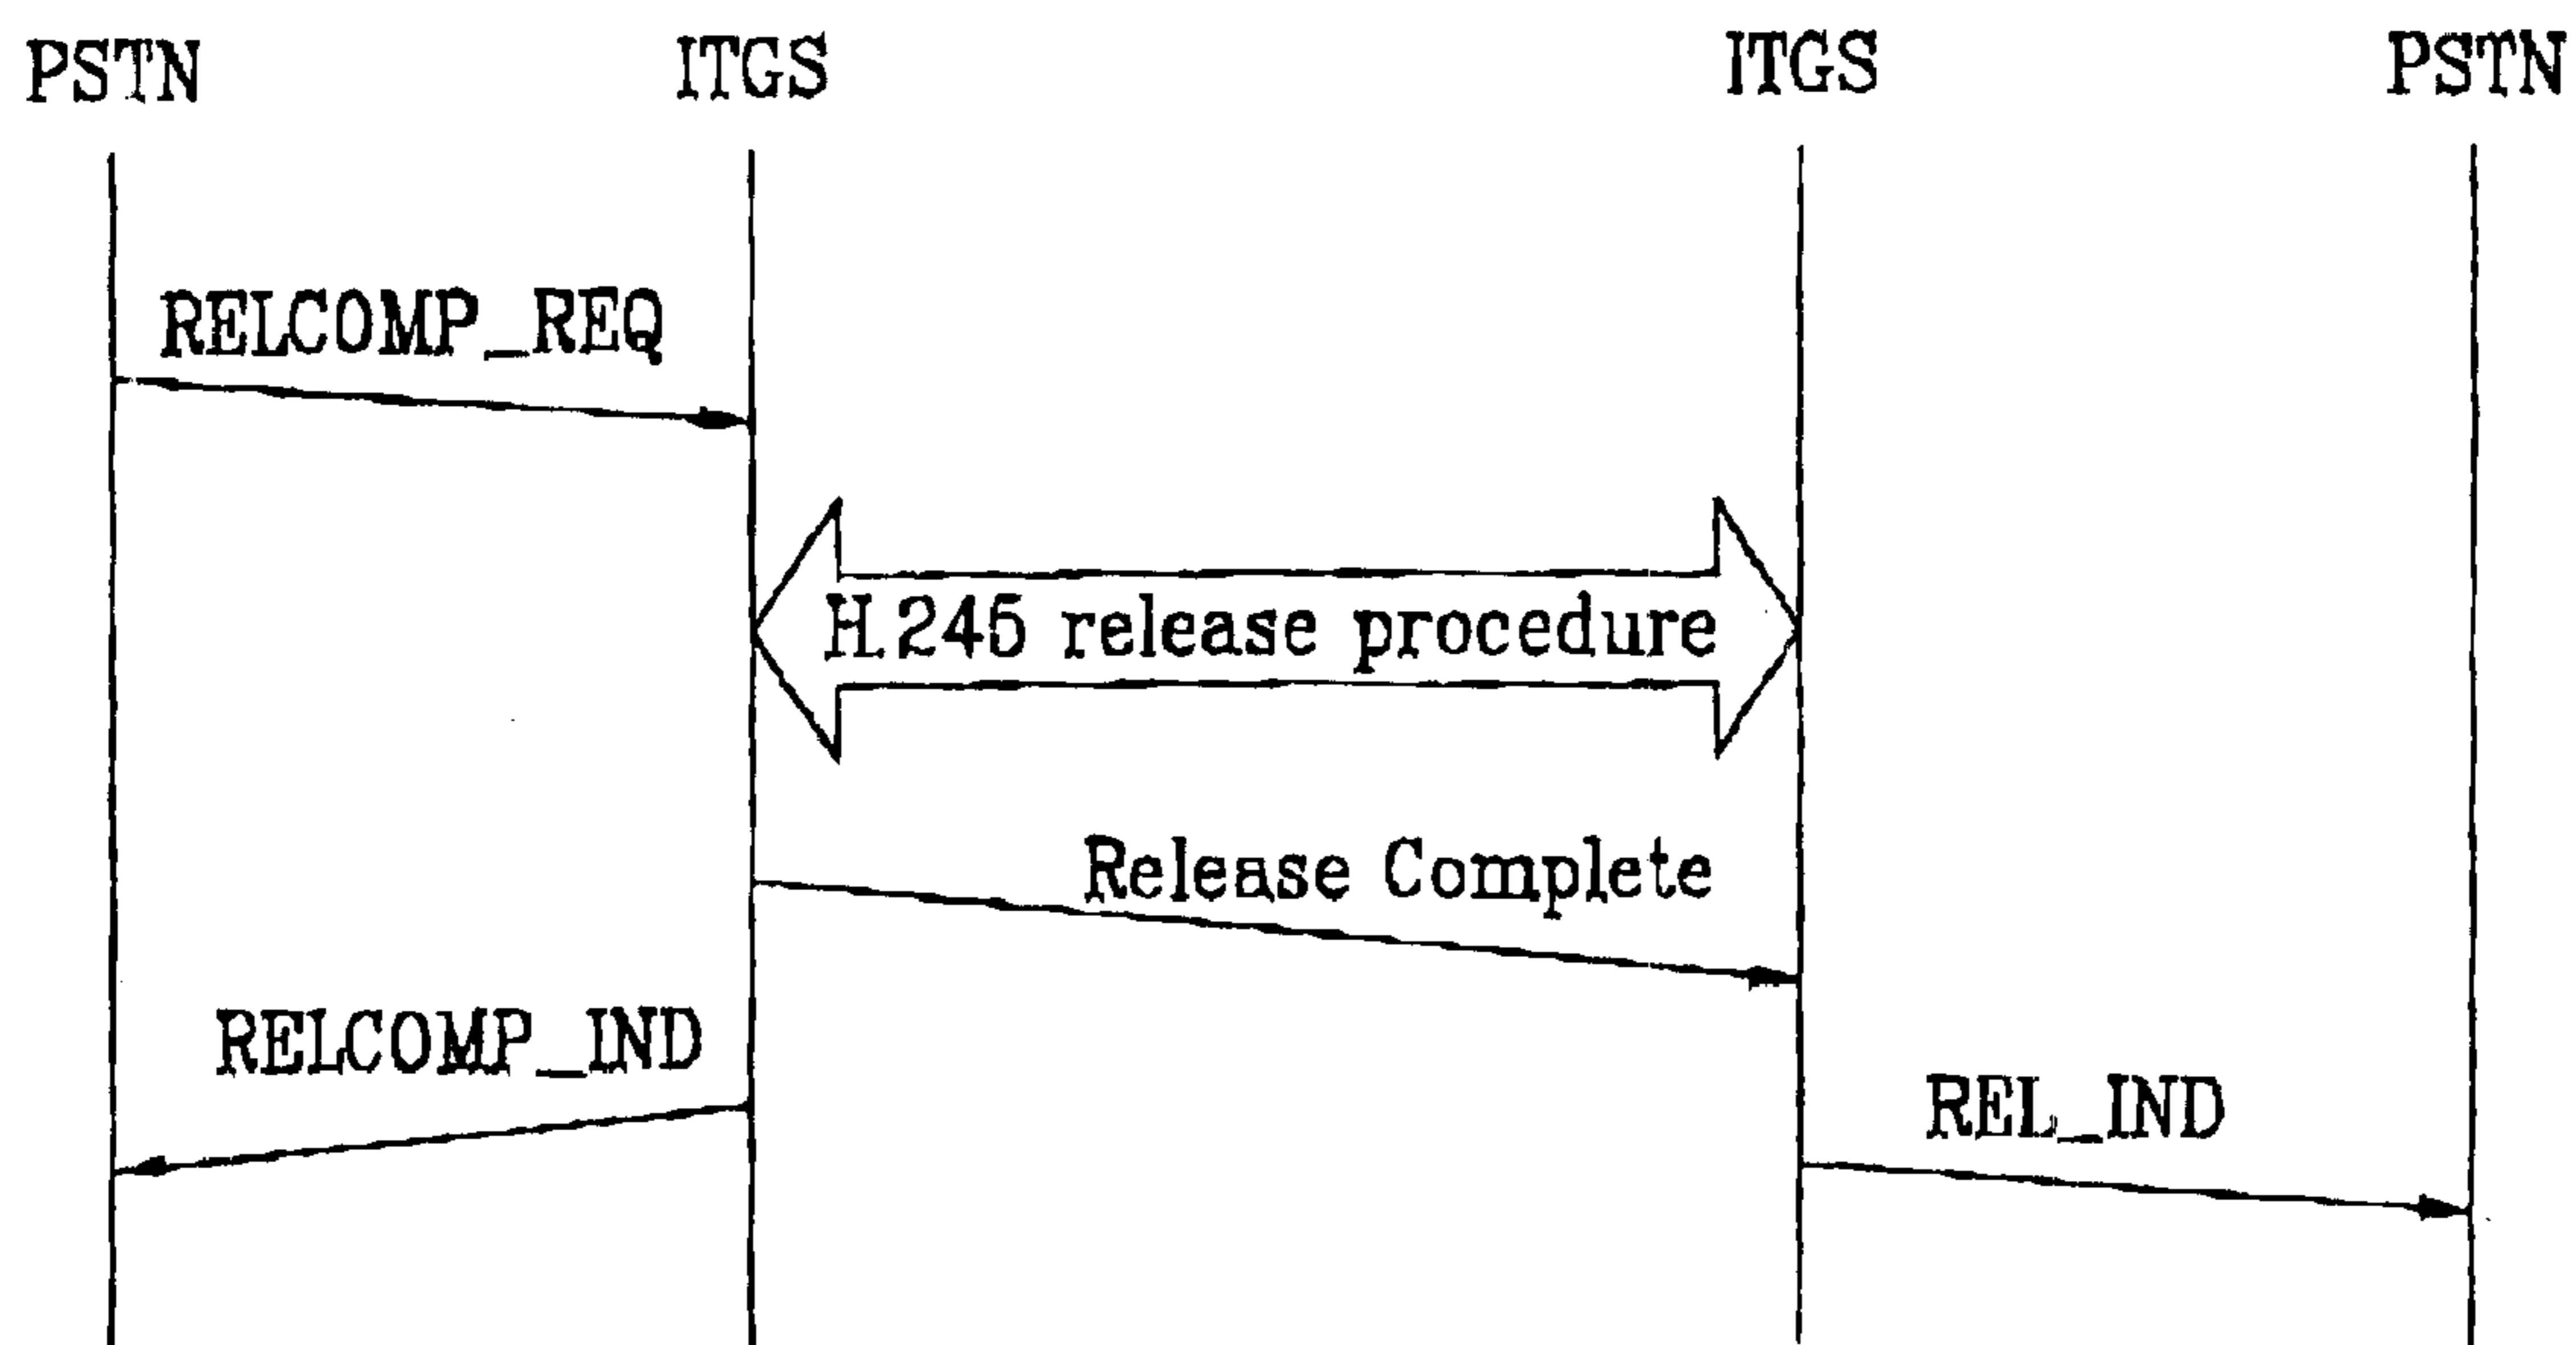 PSTN ITGS ITGS PSTN
RELCOMP_REQ
H.245 release procedure
Release Complete
RELCOMP_IND
REL_IND